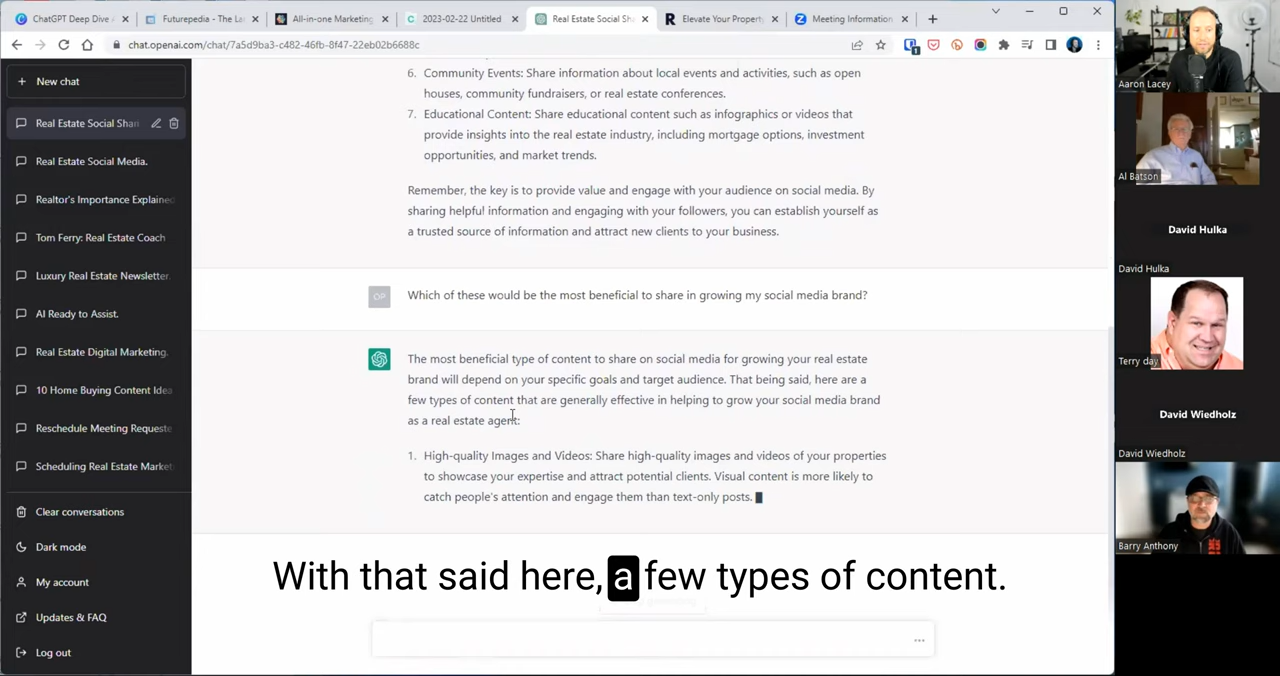 ChatGPT Deep Dive
Futurepedia - The La
All-in-one Marketing
2023-02-22 Untitled
Real Estate Social Sha
Elevate Your Property
Meeting Information
chat.openai.com/chat/7a5d9ba3-c482-46fb-8f47-22eb02b6688c
New chat
Real Estate Social Shar
Real Estate Social Media.
Realtor's Importance Explained
Tom Ferry: Real Estate Coach
Luxury Real Estate Newsletter.
AI Ready to Assist.
Real Estate Digital Marketing.
10 Home Buying Content Idea
Reschedule Meeting Requeste
Scheduling Real Estate Market
Clear conversations
Dark mode
My account
Updates & FAQ
Log out
6. Community Events: Share information about local events and activities, such as open
houses, community fundraisers, or real estate conferences.
7. Educational Content: Share educational content such as infographics or videos that
provide insights into the real estate industry, including mortgage options, investment
opportunities, and market trends.
Remember, the key is to provide value and engage with your audience on social media. By
sharing helpful information and engaging with your followers, you can establish yourself as
a trusted source of information and attract new clients to your business.
OP
Which of these would be the most beneficial to share in growing my social media brand?
The most beneficial type of content to share on social media for growing your real estate
brand will depend on your specific goals and target audience. That being said, here are a
few types of content that are generally effective in helping to grow your social media brand
as a real estate agent:
1. High-quality Images and Videos: Share high-quality images and videos of your properties
to showcase your expertise and attract potential clients. Visual content is more likely to
catch people's attention and engage them than text-only posts.
With that said here, a few types of content.
Aaron Lacey
Al Batson
David Hulka
David Hulka
Terry day
David Wiedholz
David Wiedholz
Barry Anthony